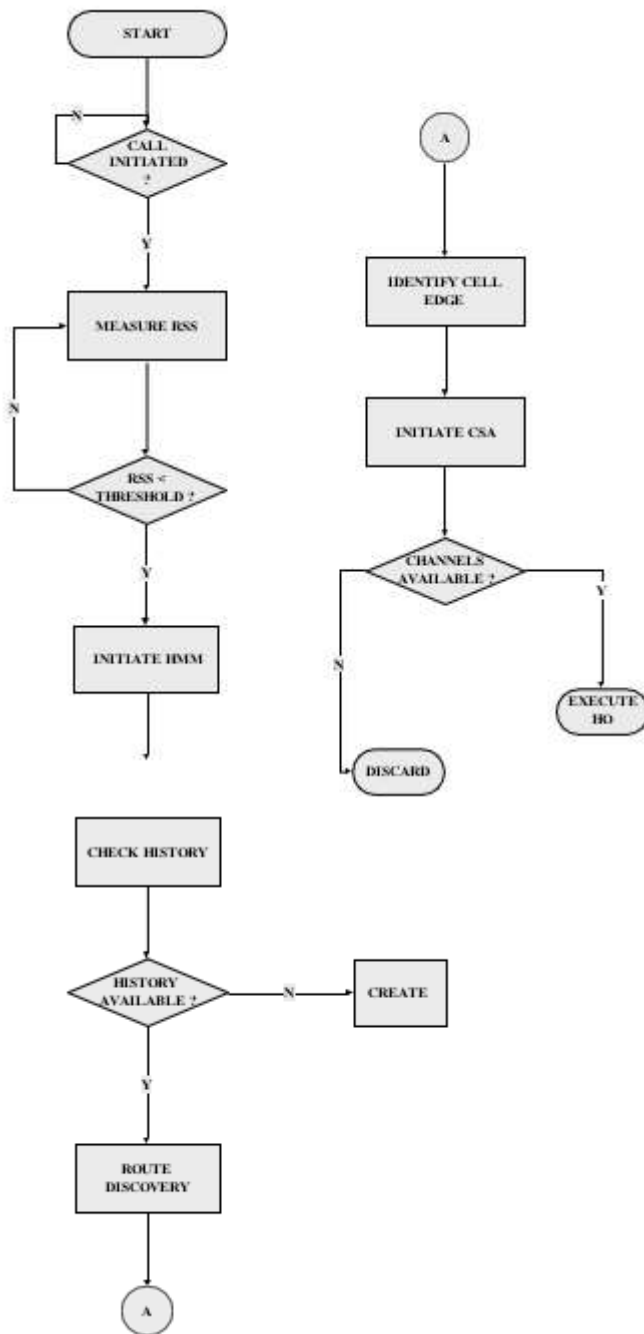 START
N
CALL
INITIATED
?
Y
MEASURE RSS
N
RSS <
THRESHOLD ?
Y
INITIATE HMM
CHECK HISTORY
HISTORY
AVAILABLE ?
N
CREATE
Y
ROUTE
DISCOVERY
A
A
IDENTIFY CELL
EDGE
INITIATE CSA
CHANNELS
AVAILABLE ?
Y
N
EXECUTE
HO
DISCARD